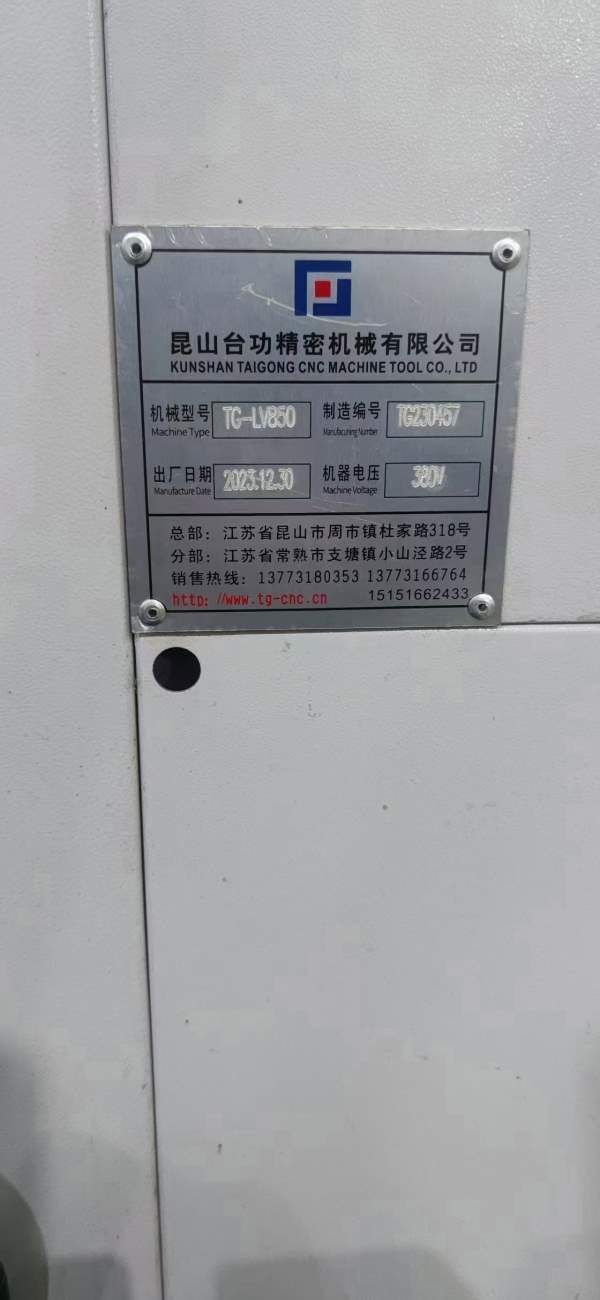 昆山台功精密机械有限公司
KUNSHAN TAIGONG CNC MACHINE TOOL CO., LTD
机械型号 TG-LV850 制造编号 TG230457
Machine Type Manufacturing Number
出厂日期 2023.12.30 机器电压 380V
Manufacture Date Machine Voltage
总部：江苏省昆山市周市镇杜家路318号
分部：江苏省常熟市支塘镇小山泾路2号
销售热线：13773180353 13773166764
http://www.tg-cnc.cn 15151662433